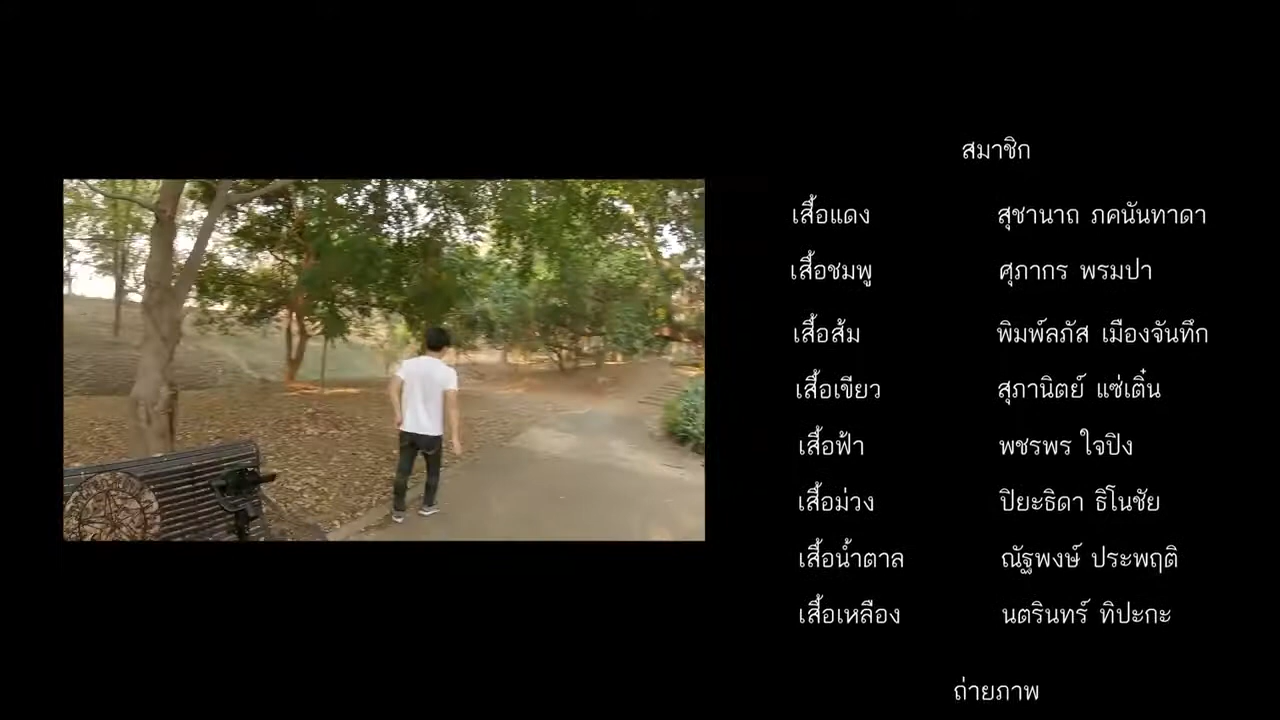 สมาชิก
เสื้อแดง สุชานาถ ภคนันทาดา
เสื้อชมพู ศุภากร พรมปา
เสื้อส้ม พิมพ์ลภัส เมืองจันทึก
เสื้อเขียว สุภานิตย์ แซ่เติ๋น
เสื้อฟ้า พชรพร ใจปิง
เสื้อม่วง ปิยะธิดา ธิโนชัย
เสื้อน้ำตาล ณัฐพงษ์ ประพฤติ
เสื้อเหลือง นตรินทร์ ทิปะกะ
ถ่ายภาพ